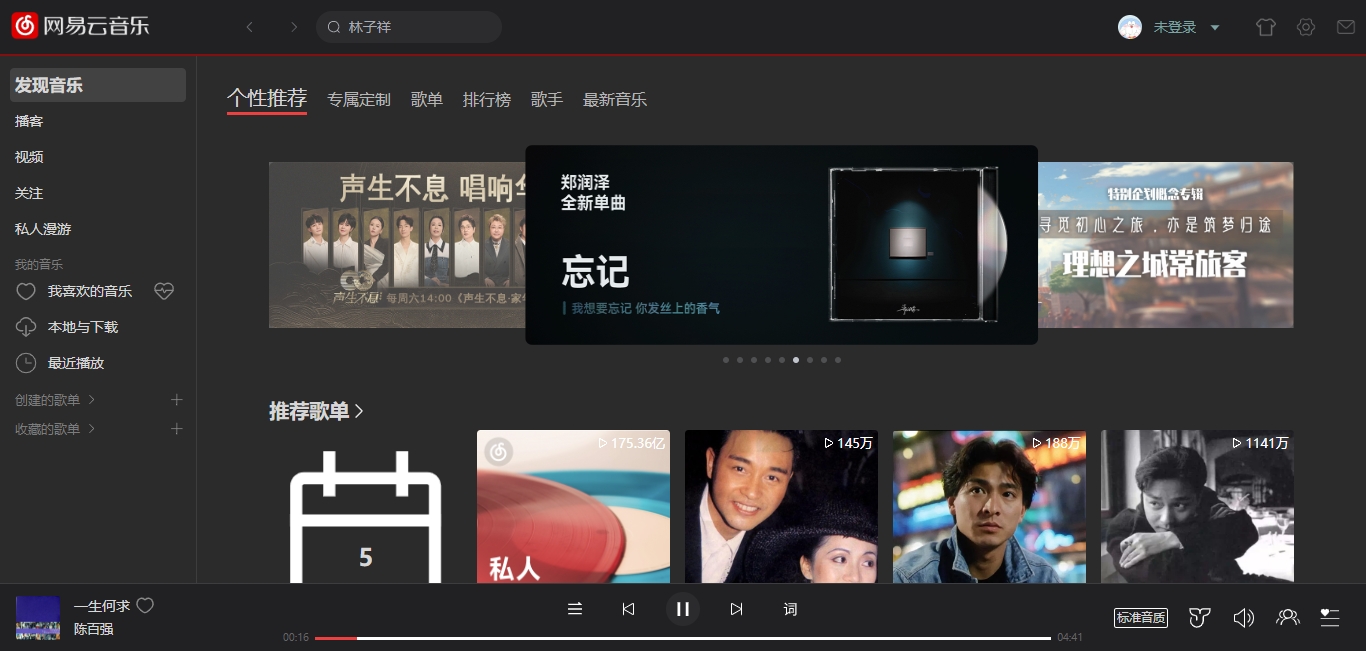 网易云音乐
林子祥
未登录
发现音乐
播客
视频
关注
私人漫游
我的音乐
我喜欢的音乐
本地与下载
最近播放
创建的歌单
收藏的歌单
个性推荐 专属定制 歌单 排行榜 歌手 最新音乐
声生不息 唱响华
声生不息 每周六14:00《声生不息·家年
郑润泽
全新单曲
忘记
我想要忘记 你发丝上的香气
特别企划概念专辑
寻觅初心之旅，亦是筑梦归途
理想之城常旅客
推荐歌单
5
175.36亿
私人
145万
188万
1141万
一生何求
陈百强
词
00:16
04:41
标准音质